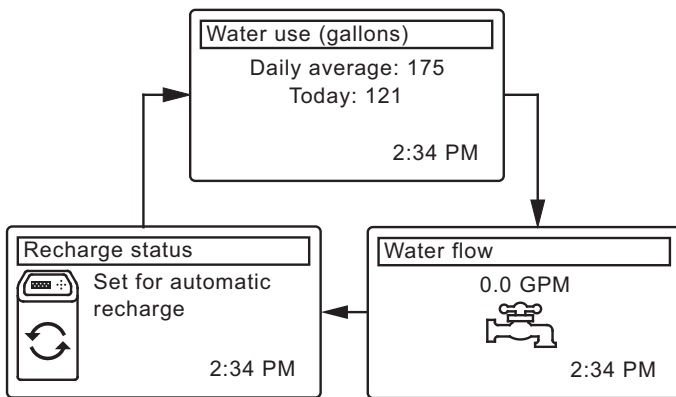 Water use (gallons)
Daily average: 175
Today: 121
2:34 PM
Recharge status
Set for automatic
recharge
2:34 PM
Water flow
0.0 GPM
2:34 PM